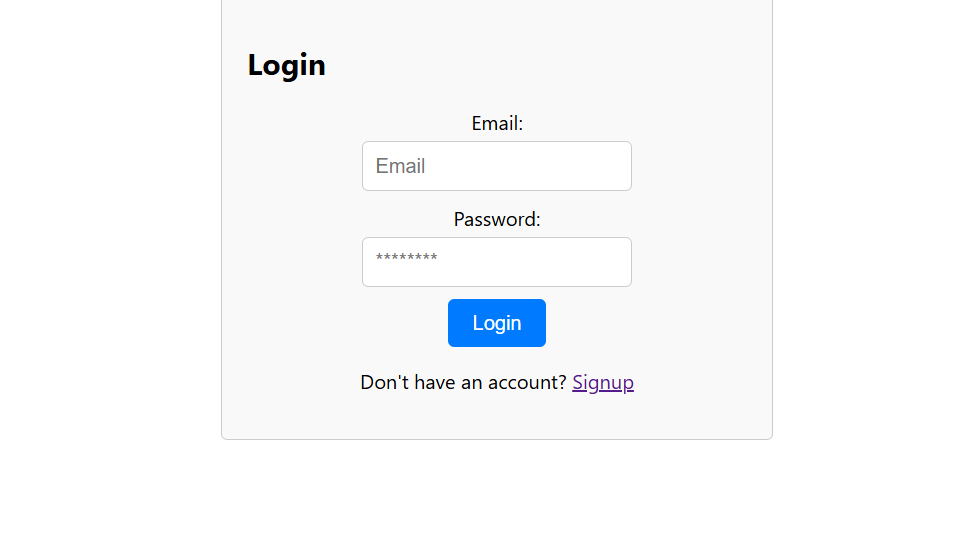 Login
Email:
Email
Password:
********
Login
Don't have an account? Signup